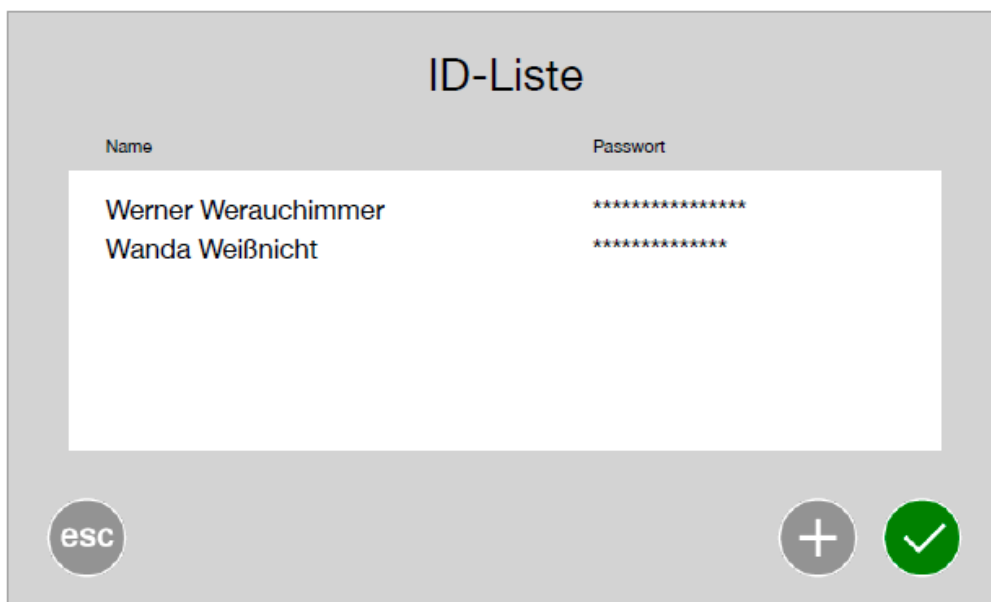 ID-Liste
Name Passwort
Werner Werauchimmer ****************
Wanda Weißnicht **************
esc